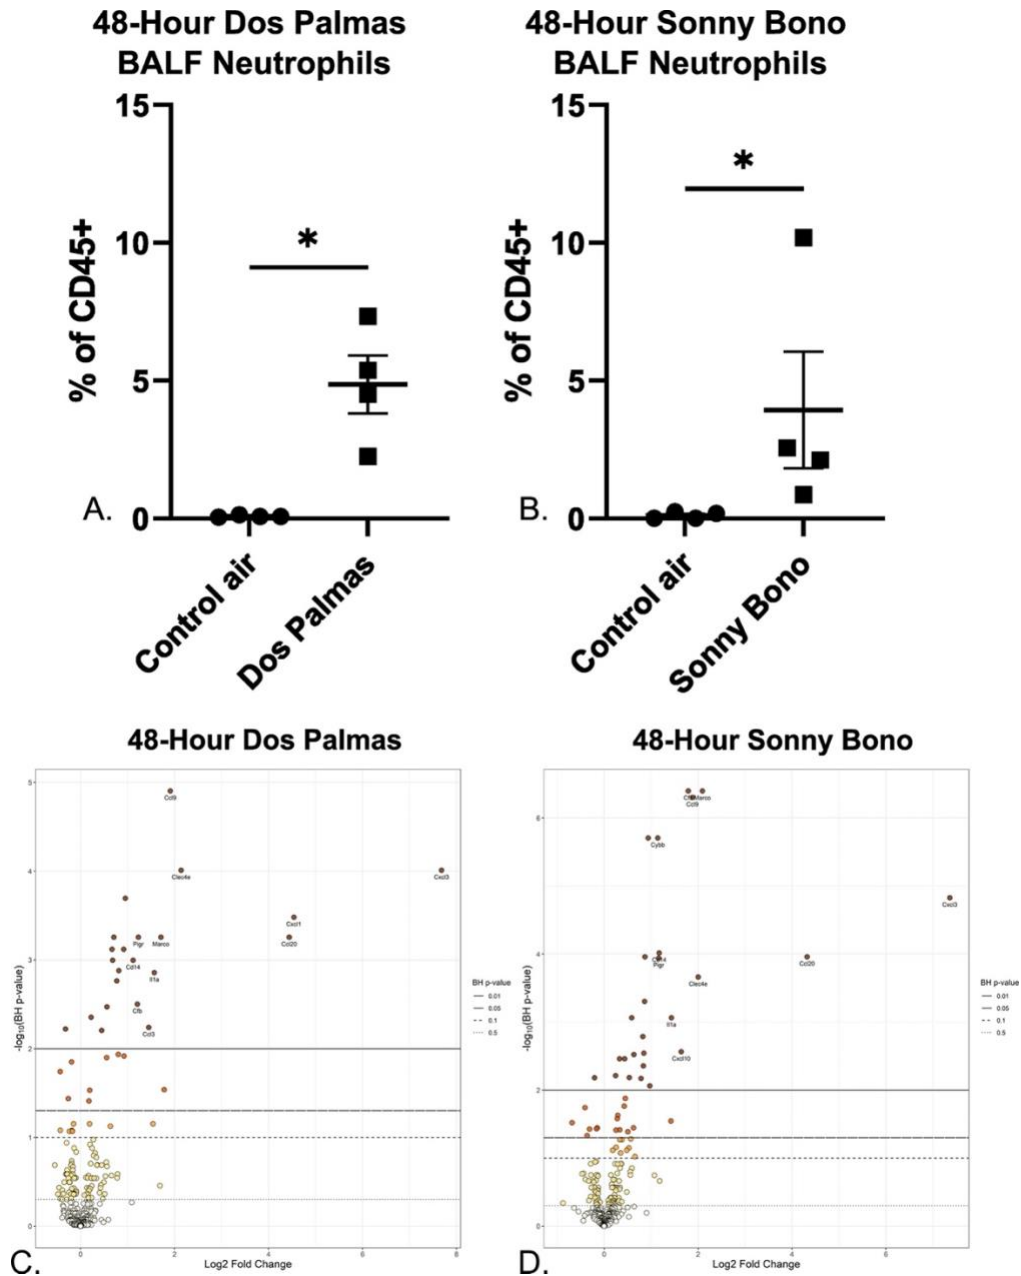 48-Hour Dos Palmas
BALF Neutrophils
15
10
5
0
% of CD45+
*
A.
Control air
Dos Palmas
48-Hour Sonny Bono
BALF Neutrophils
15
10
5
0
% of CD45+
*
B.
Control air
Sonny Bono
48-Hour Dos Palmas
5
4
3
2
1
0
-log10(BH p-value)
Ccl9
Clec4e
Cxcl3
Cxcl1
Ccl20
Pigr
Marco
Cd14
Il1a
Cfb
Ccl3
BH p-value
0.01
0.05
0.1
0.5
0
2
4
6
8
Log2 Fold Change
C.
48-Hour Sonny Bono
6
4
2
0
-log10(BH p-value)
Marco
Ccl9
Cybb
Cxcl3
Pigr
Ccl20
Clec4e
Il1a
Cxcl10
BH p-value
0.01
0.05
0.1
0.5
0
2
4
6
Log2 Fold Change
D.